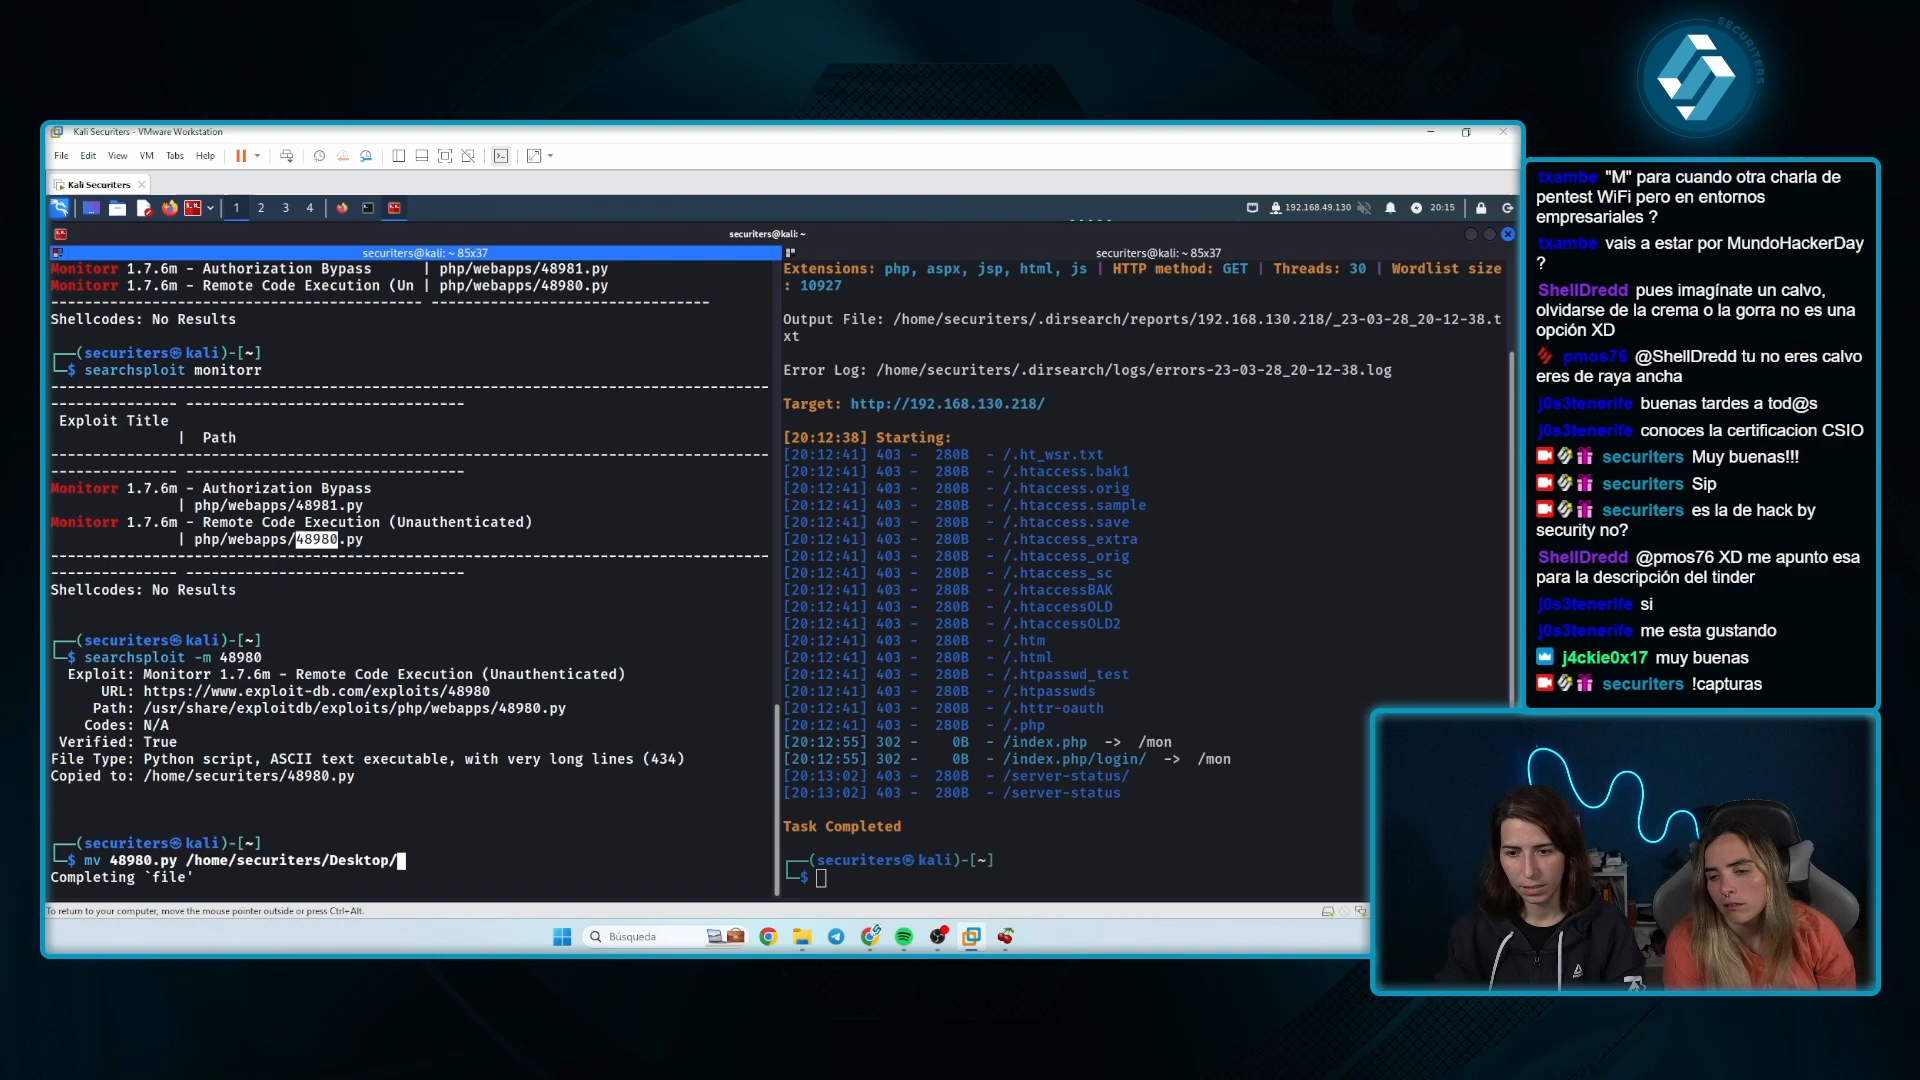 SECURITERS
Kali Securiters - VMware Workstation
File Edit View VM Tabs Help
Kali Securiters
1 2 3 4
192.168.49.130
20:15
securiters@kali: ~
securiters@kali: ~ 85x37
Monitorr 1.7.6m - Authorization Bypass | php/webapps/48981.py
Monitorr 1.7.6m - Remote Code Execution (Un | php/webapps/48980.py
Shellcodes: No Results
(securiters㉿kali)-[~]
$ searchsploit monitorr
Exploit Title
| Path
Monitorr 1.7.6m - Authorization Bypass
| php/webapps/48981.py
Monitorr 1.7.6m - Remote Code Execution (Unauthenticated)
| php/webapps/48980.py
Shellcodes: No Results
(securiters㉿kali)-[~]
$ searchsploit -m 48980
Exploit: Monitorr 1.7.6m - Remote Code Execution (Unauthenticated)
URL: https://www.exploit-db.com/exploits/48980
Path: /usr/share/exploitdb/exploits/php/webapps/48980.py
Codes: N/A
Verified: True
File Type: Python script, ASCII text executable, with very long lines (434)
Copied to: /home/securiters/48980.py
(securiters㉿kali)-[~]
$ mv 48980.py /home/securiters/Desktop/
Completing `file'
securiters@kali: ~ 85x37
Extensions: php, aspx, jsp, html, js | HTTP method: GET | Threads: 30 | Wordlist size
: 10927
Output File: /home/securiters/.dirsearch/reports/192.168.130.218/_23-03-28_20-12-38.t
xt
Error Log: /home/securiters/.dirsearch/logs/errors-23-03-28_20-12-38.log
Target: http://192.168.130.218/
[20:12:38] Starting:
[20:12:41] 403 - 280B - /.ht_wsr.txt
[20:12:41] 403 - 280B - /.htaccess.bak1
[20:12:41] 403 - 280B - /.htaccess.orig
[20:12:41] 403 - 280B - /.htaccess.sample
[20:12:41] 403 - 280B - /.htaccess.save
[20:12:41] 403 - 280B - /.htaccess_extra
[20:12:41] 403 - 280B - /.htaccess_orig
[20:12:41] 403 - 280B - /.htaccess_sc
[20:12:41] 403 - 280B - /.htaccessBAK
[20:12:41] 403 - 280B - /.htaccessOLD
[20:12:41] 403 - 280B - /.htaccessOLD2
[20:12:41] 403 - 280B - /.htm
[20:12:41] 403 - 280B - /.html
[20:12:41] 403 - 280B - /.htpasswd_test
[20:12:41] 403 - 280B - /.htpasswds
[20:12:41] 403 - 280B - /.httr-oauth
[20:12:41] 403 - 280B - /.php
[20:12:55] 302 - 0B - /index.php -> /mon
[20:12:55] 302 - 0B - /index.php/login/ -> /mon
[20:13:02] 403 - 280B - /server-status/
[20:13:02] 403 - 280B - /server-status
Task Completed
(securiters㉿kali)-[~]
$
To return to your computer, move the mouse pointer outside or press Ctrl+Alt.
Búsqueda
txambe "M" para cuando otra charla de
pentest WiFi pero en entornos
empresariales ?
txambe vais a estar por MundoHackerDay
?
ShellDredd pues imagínate un calvo,
olvidarse de la crema o la gorra no es una
opción XD
pmos76 @ShellDredd tu no eres calvo
eres de raya ancha
j0s3tenerife buenas tardes a tod@s
j0s3tenerife conoces la certificacion CSIO
securiters Muy buenas!!!
securiters Sip
securiters es la de hack by
security no?
ShellDredd @pmos76 XD me apunto esa
para la descripción del tinder
j0s3tenerife si
j0s3tenerife me esta gustando
j4ckie0x17 muy buenas
securiters !capturas